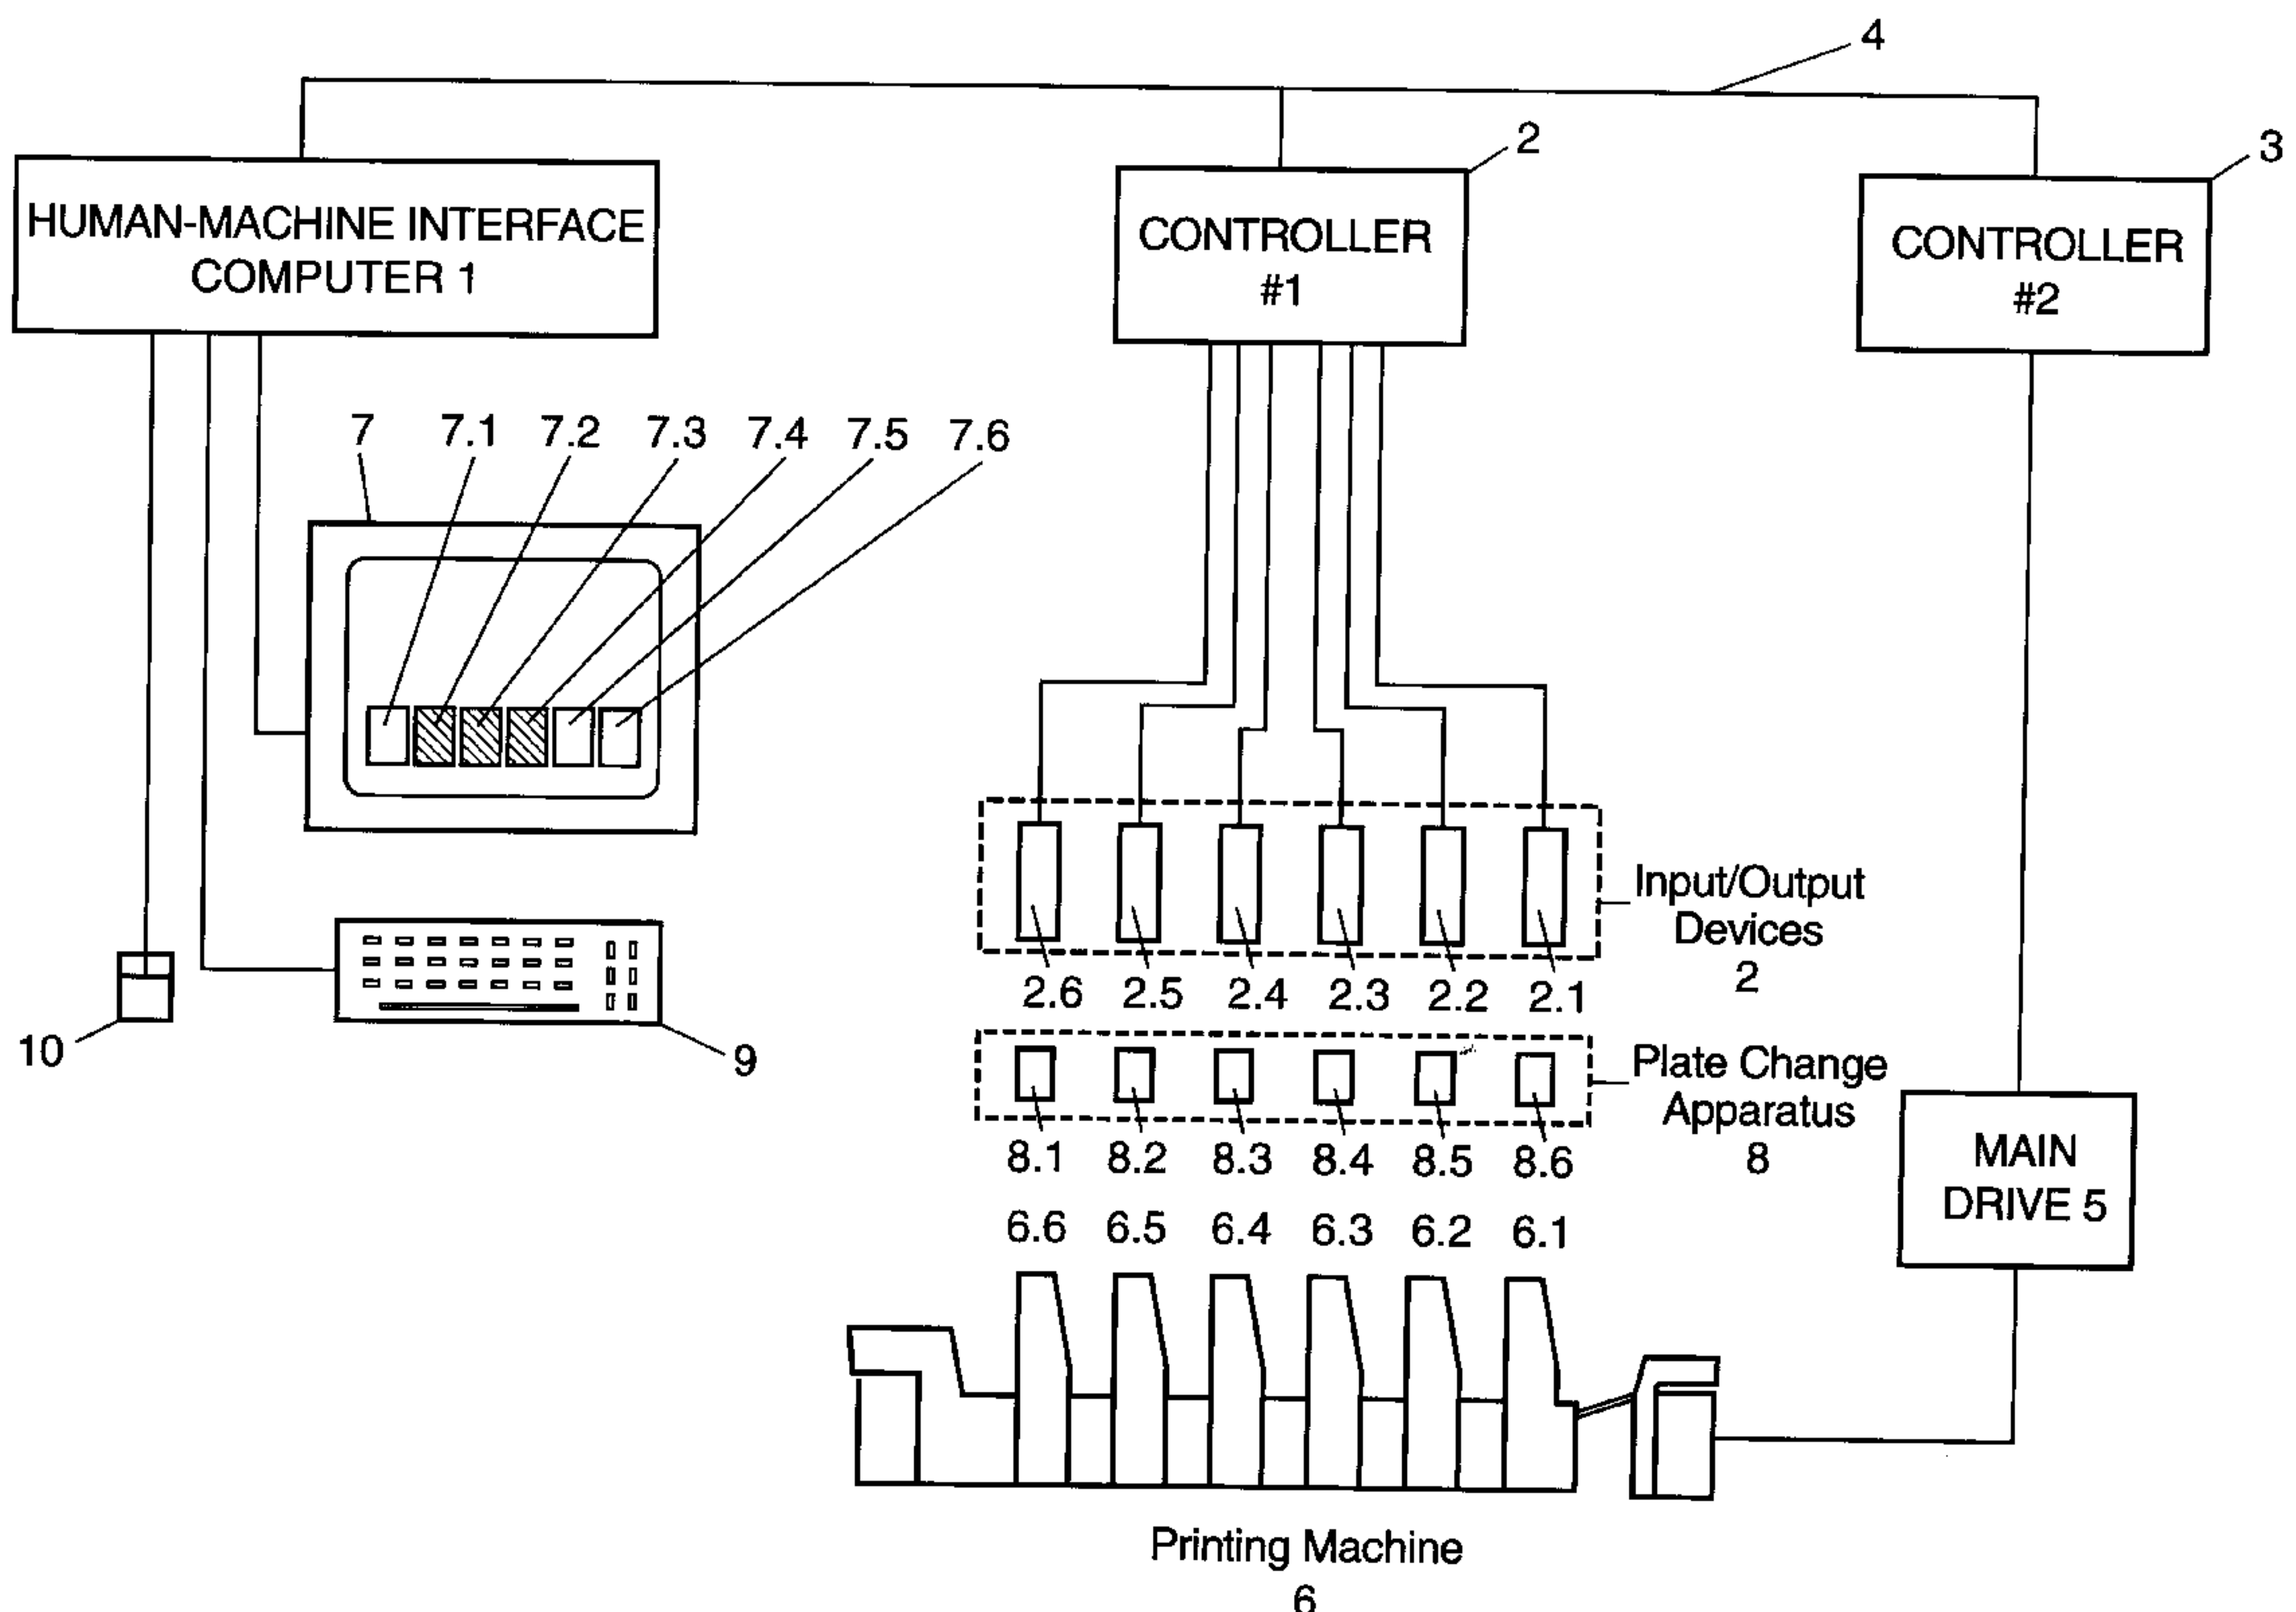 4
2
3
HUMAN-MACHINE INTERFACE
COMPUTER 1
CONTROLLER
#1
CONTROLLER
#2
7 7.1 7.2 7.3 7.4 7.5 7.6
Input/Output
Devices
2
2.6 2.5 2.4 2.3 2.2 2.1
10
9
Plate Change
Apparatus
8
8.1 8.2 8.3 8.4 8.5 8.6
MAIN
DRIVE 5
6.6 6.5 6.4 6.3 6.2 6.1
Printing Machine
6